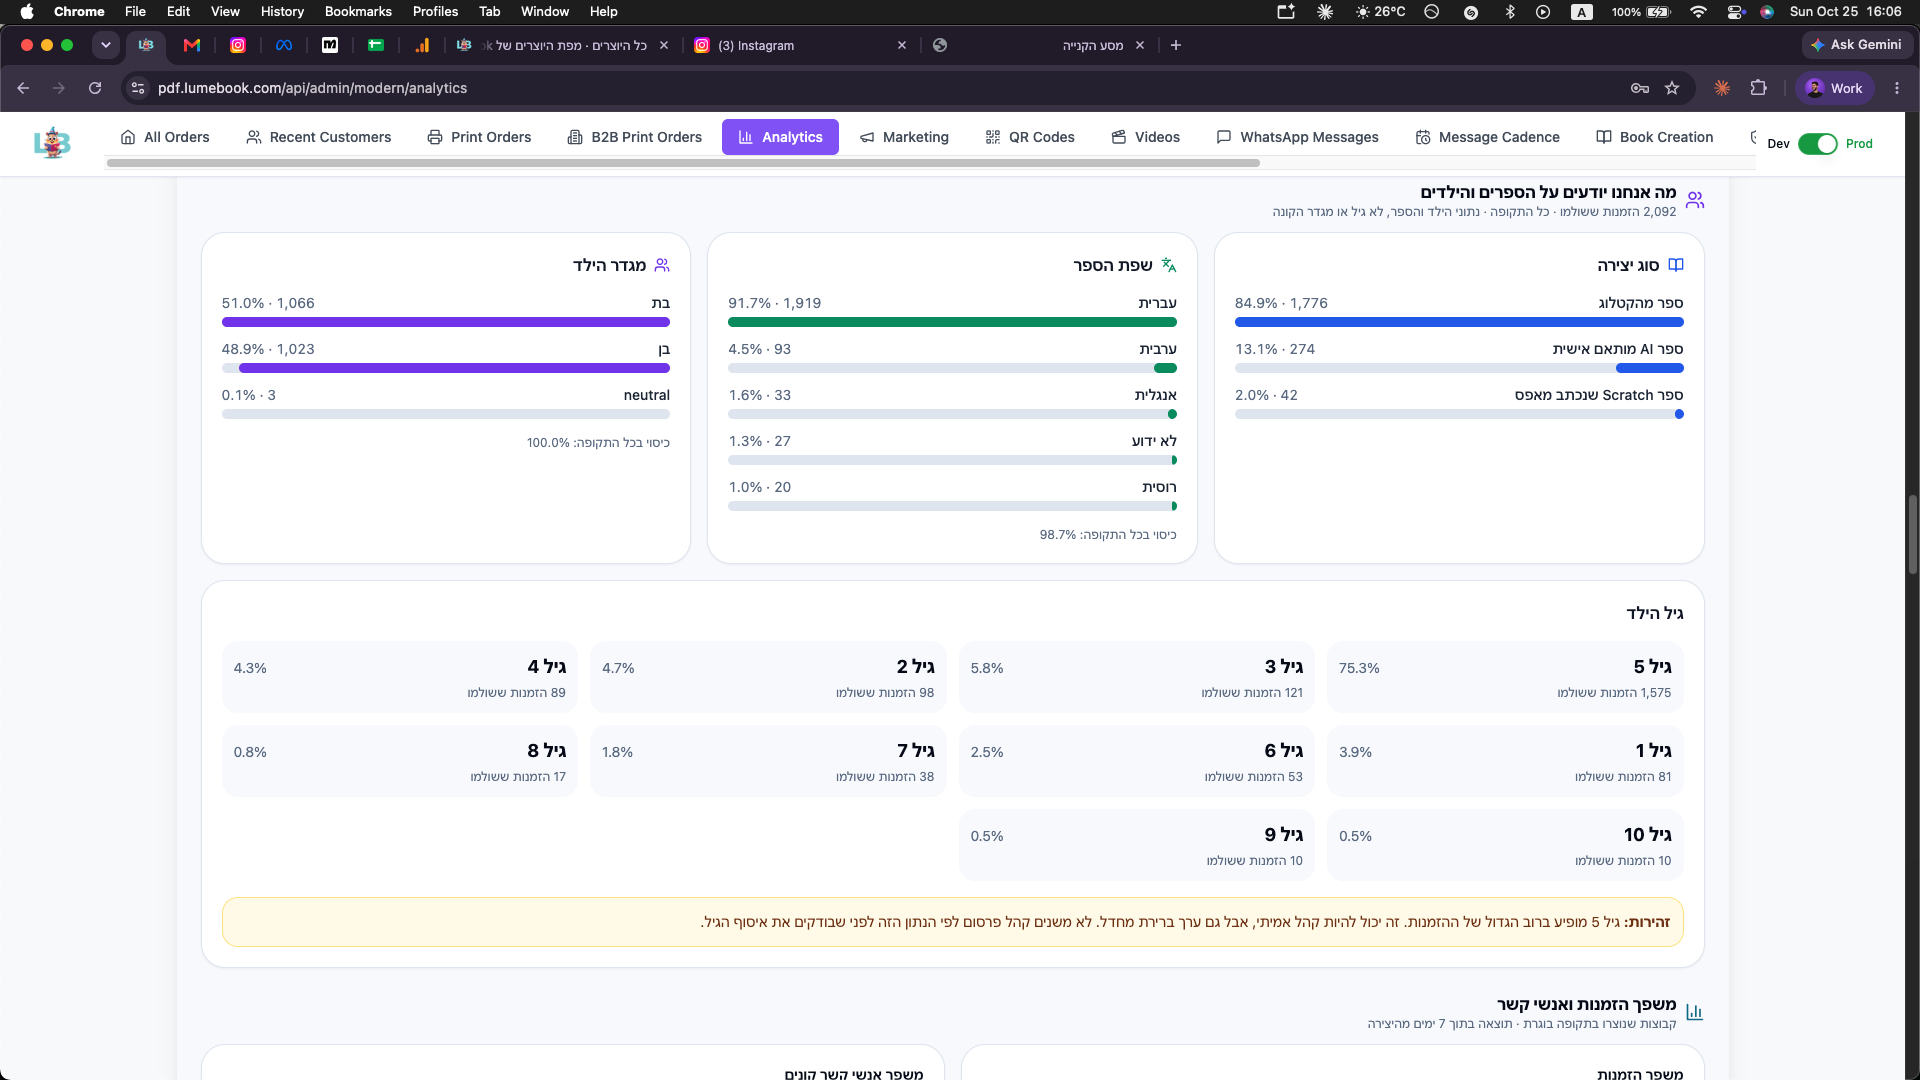 Chrome File Edit View History Bookmarks Profiles Tab Window Help 26°C A 100% Sun Oct 25 16:06
כל היוצרים · מפת היוצרים של
(3) Instagram
מסע הקנייה
Ask Gemini
pdf.lumebook.com/api/admin/modern/analytics
Work
LB
All Orders Recent Customers Print Orders B2B Print Orders Analytics Marketing QR Codes Videos WhatsApp Messages Message Cadence Book Creation
Dev Prod
מה אנחנו יודעים על הספרים והילדים
2,092 הזמנות ששולמו · כל התקופה · נתוני הילד והספר, לא גיל או מגדר הקונה
סוג יצירה
ספר מהקטלוג 1,776 · 84.9%
ספר AI מותאם אישית 274 · 13.1%
ספר Scratch שנכתב מאפס 42 · 2.0%
שפת הספר
עברית 1,919 · 91.7%
ערבית 93 · 4.5%
אנגלית 33 · 1.6%
לא ידוע 27 · 1.3%
רוסית 20 · 1.0%
כיסוי בכל התקופה: 98.7%
מגדר הילד
בת 1,066 · 51.0%
בן 1,023 · 48.9%
neutral 3 · 0.1%
כיסוי בכל התקופה: 100.0%
גיל הילד
גיל 5 75.3%
1,575 הזמנות ששולמו
גיל 3 5.8%
121 הזמנות ששולמו
גיל 2 4.7%
98 הזמנות ששולמו
גיל 4 4.3%
89 הזמנות ששולמו
גיל 1 3.9%
81 הזמנות ששולמו
גיל 6 2.5%
53 הזמנות ששולמו
גיל 7 1.8%
38 הזמנות ששולמו
גיל 8 0.8%
17 הזמנות ששולמו
גיל 10 0.5%
10 הזמנות ששולמו
גיל 9 0.5%
10 הזמנות ששולמו
זהירות: גיל 5 מופיע ברוב הגדול של ההזמנות. זה יכול להיות קהל אמיתי, אבל גם ערך ברירת מחדל. לא משנים קהל פרסום לפי הנתון הזה לפני שבודקים את איסוף הגיל.
משפך הזמנות ואנשי קשר
קבוצות שנוצרו בתקופה בוגרת · תוצאה בתוך 7 ימים מהיצירה
משפך הזמנות
משפך אנשי קשר קונים